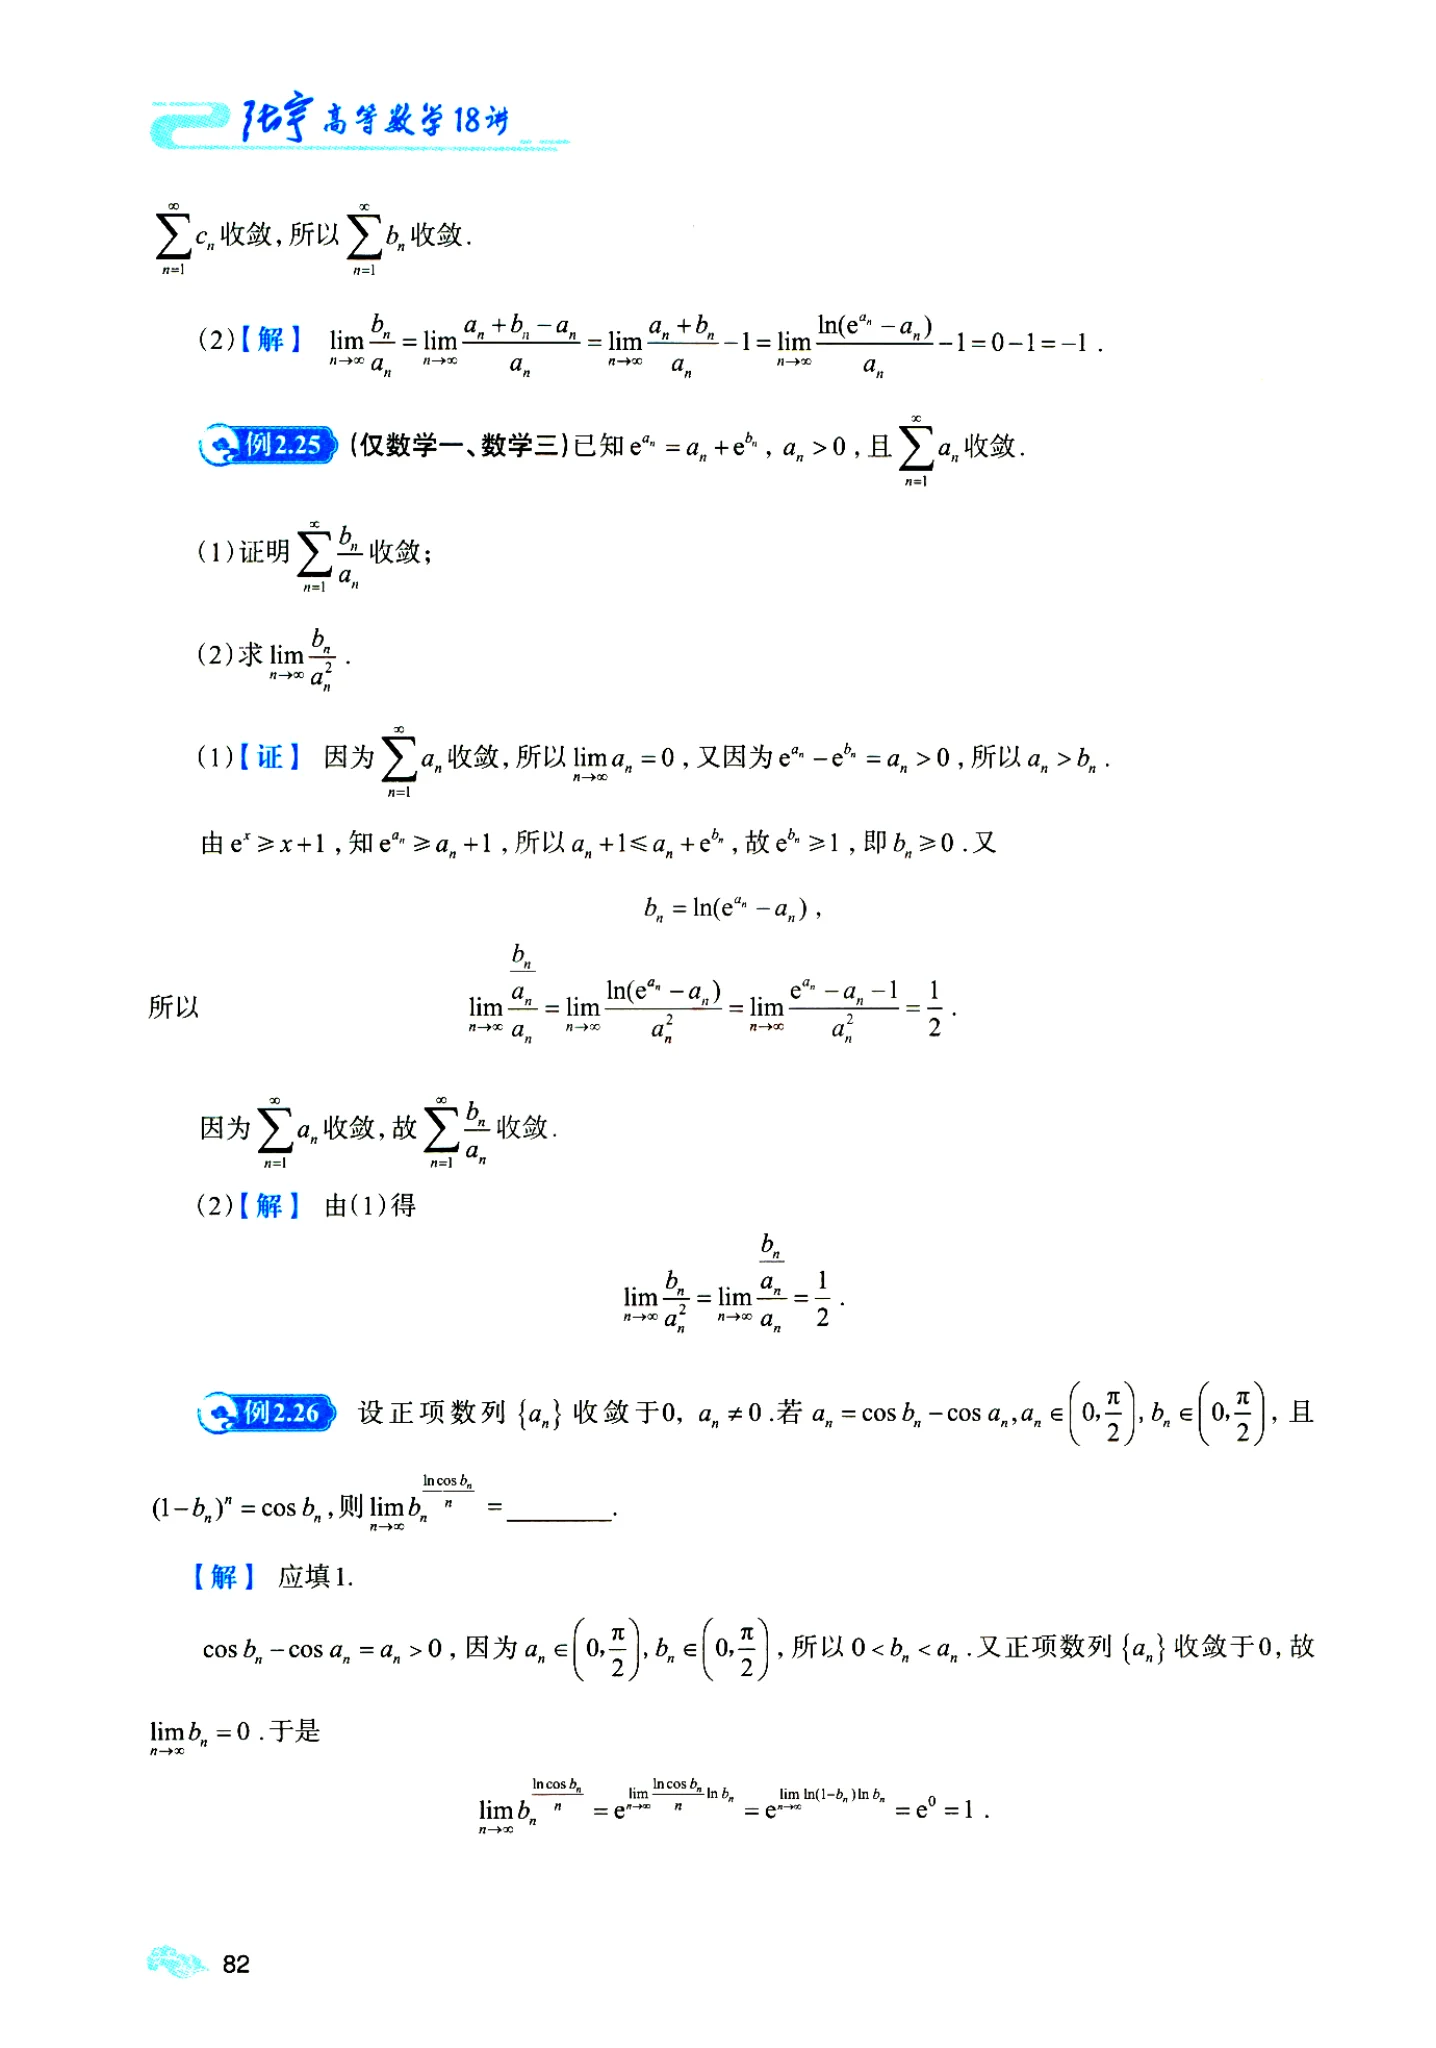 张宇高等数学18讲
$\sum_{n=1}^{\infty} c_n$收敛,所以$\sum_{n=1}^{\infty} b_n$收敛.
(2)【解】 $\lim_{n\to\infty}\frac{b_n}{a_n}=\lim_{n\to\infty}\frac{a_n+b_n-a_n}{a_n}=\lim_{n\to\infty}\frac{a_n+b_n}{a_n}-1=\lim_{n\to\infty}\frac{\ln(e^{a_n}-a_n)}{a_n}-1=0-1=-1$.
例2.25 (仅数学一、数学三)已知$e^{a_n}=a_n+e^{b_n}$, $a_n>0$,且$\sum_{n=1}^{\infty} a_n$收敛.
(1)证明$\sum_{n=1}^{\infty}\frac{b_n}{a_n}$收敛;
(2)求$\lim_{n\to\infty}\frac{b_n}{a_n^2}$.
(1)【证】 因为$\sum_{n=1}^{\infty} a_n$收敛,所以$\lim_{n\to\infty}a_n=0$,又因为$e^{a_n}-e^{b_n}=a_n>0$,所以$a_n>b_n$.
由$e^x\geqslant x+1$,知$e^{a_n}\geqslant a_n+1$,所以$a_n+1\leqslant a_n+e^{b_n}$,故$e^{b_n}\geqslant 1$,即$b_n\geqslant 0$.又
$b_n=\ln(e^{a_n}-a_n)$,
所以 $\lim_{n\to\infty}\frac{\frac{b_n}{a_n}}{a_n}=\lim_{n\to\infty}\frac{\ln(e^{a_n}-a_n)}{a_n^2}=\lim_{n\to\infty}\frac{e^{a_n}-a_n-1}{a_n^2}=\frac{1}{2}$.
因为$\sum_{n=1}^{\infty} a_n$收敛,故$\sum_{n=1}^{\infty}\frac{b_n}{a_n}$收敛.
(2)【解】 由(1)得
$\lim_{n\to\infty}\frac{b_n}{a_n^2}=\lim_{n\to\infty}\frac{\frac{b_n}{a_n}}{a_n}=\frac{1}{2}$.
例2.26 设正项数列$\{a_n\}$收敛于0, $a_n\neq 0$.若$a_n=\cos b_n-\cos a_n,a_n\in\left(0,\frac{\pi}{2}\right),b_n\in\left(0,\frac{\pi}{2}\right)$,且
$(1-b_n)^n=\cos b_n$,则$\lim_{n\to\infty}b_n^{\frac{\ln\cos b_n}{n}}=$________.
【解】 应填1.
$\cos b_n-\cos a_n=a_n>0$,因为$a_n\in\left(0,\frac{\pi}{2}\right),b_n\in\left(0,\frac{\pi}{2}\right)$,所以$0<b_n<a_n$.又正项数列$\{a_n\}$收敛于0,故
$\lim_{n\to\infty}b_n=0$.于是
$\lim_{n\to\infty}b_n^{\frac{\ln\cos b_n}{n}}=e^{\lim_{n\to\infty}\frac{\ln\cos b_n}{n}\ln b_n}=e^{\lim_{n\to\infty}\ln(1-b_n)\ln b_n}=e^0=1$.
82